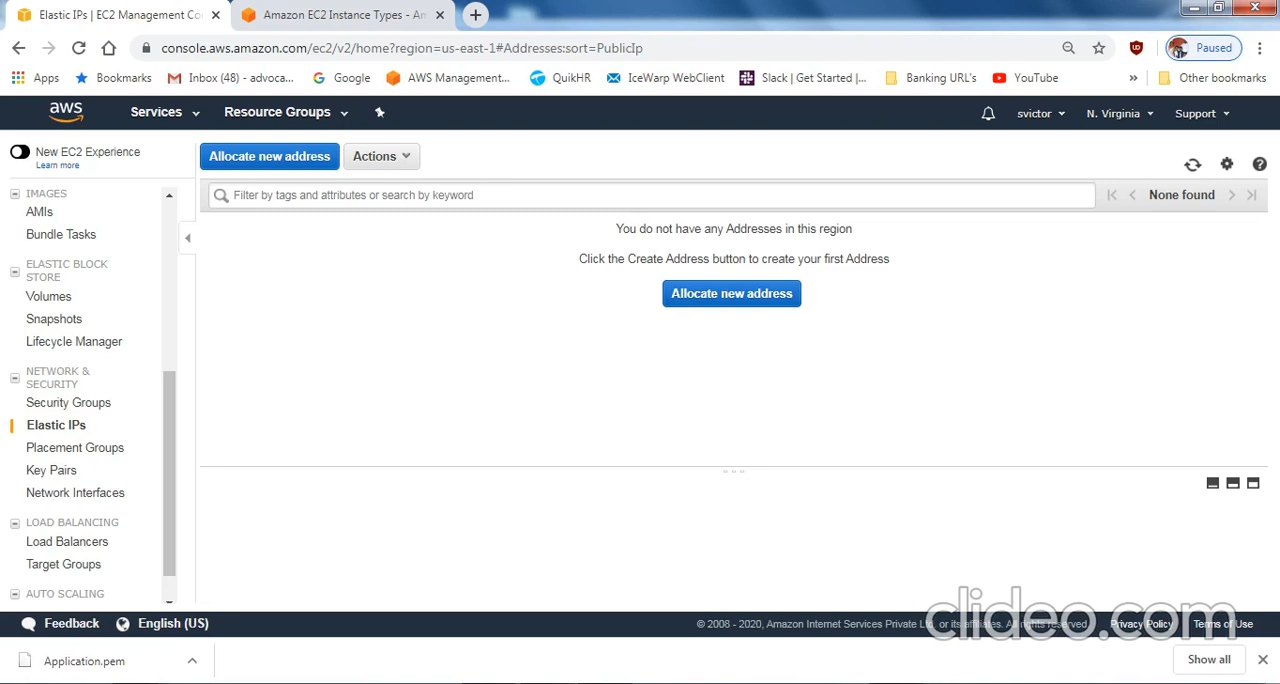 Elastic IPs | EC2 Management Co
Amazon EC2 Instance Types - Am
console.aws.amazon.com/ec2/v2/home?region=us-east-1#Addresses:sort=PublicIp
Paused
Apps
Bookmarks
Inbox (48) - advoca...
Google
AWS Management...
QuikHR
IceWarp WebClient
Slack | Get Started |...
Banking URL's
YouTube
»
Other bookmarks
aws
Services
Resource Groups
svictor
N. Virginia
Support
New EC2 Experience
Learn more
Allocate new address
Actions
IMAGES
AMIs
Bundle Tasks
ELASTIC BLOCK
STORE
Volumes
Snapshots
Lifecycle Manager
NETWORK &
SECURITY
Security Groups
Elastic IPs
Placement Groups
Key Pairs
Network Interfaces
LOAD BALANCING
Load Balancers
Target Groups
AUTO SCALING
Filter by tags and attributes or search by keyword
None found
You do not have any Addresses in this region
Click the Create Address button to create your first Address
Allocate new address
Feedback
English (US)
© 2008 - 2020, Amazon Internet Services Private Ltd. or its affiliates. All rights reserved.
Privacy Policy
Terms of Use
clideo.com
Application.pem
Show all